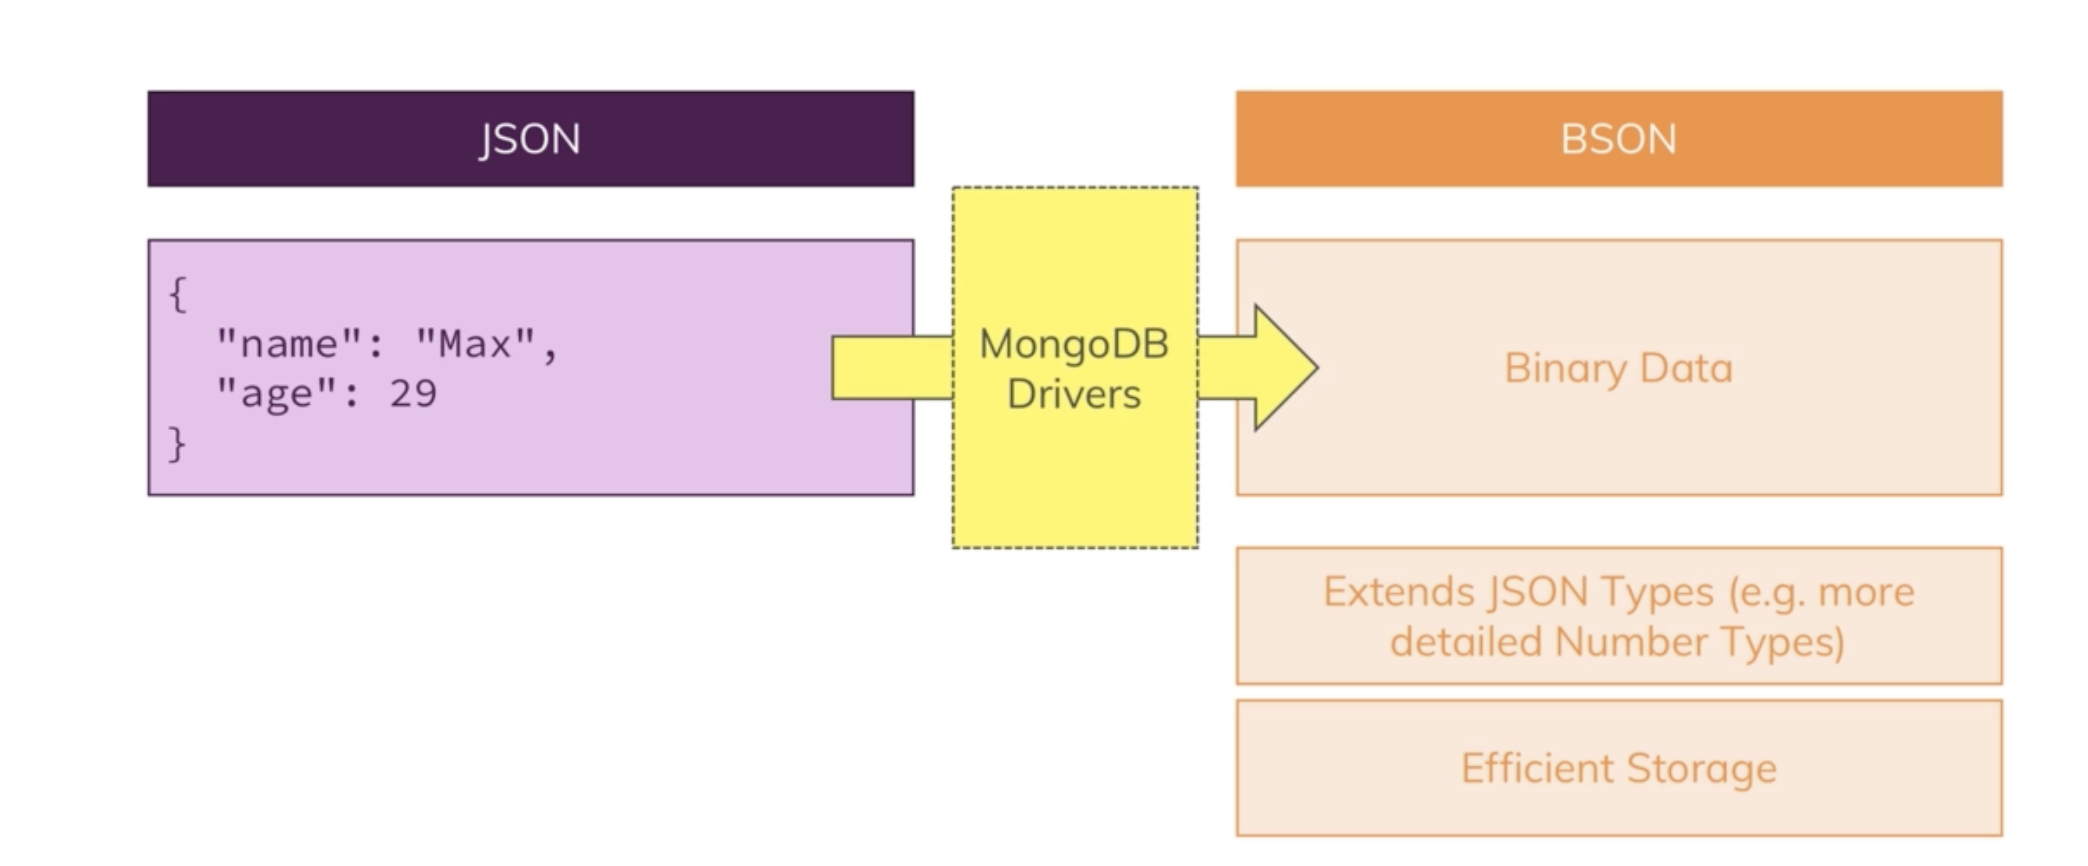 JSON
BSON
{
  "name": "Max",
  "age": 29
}
MongoDB
Drivers
Binary Data
Extends JSON Types (e.g. more
detailed Number Types)
Efficient Storage